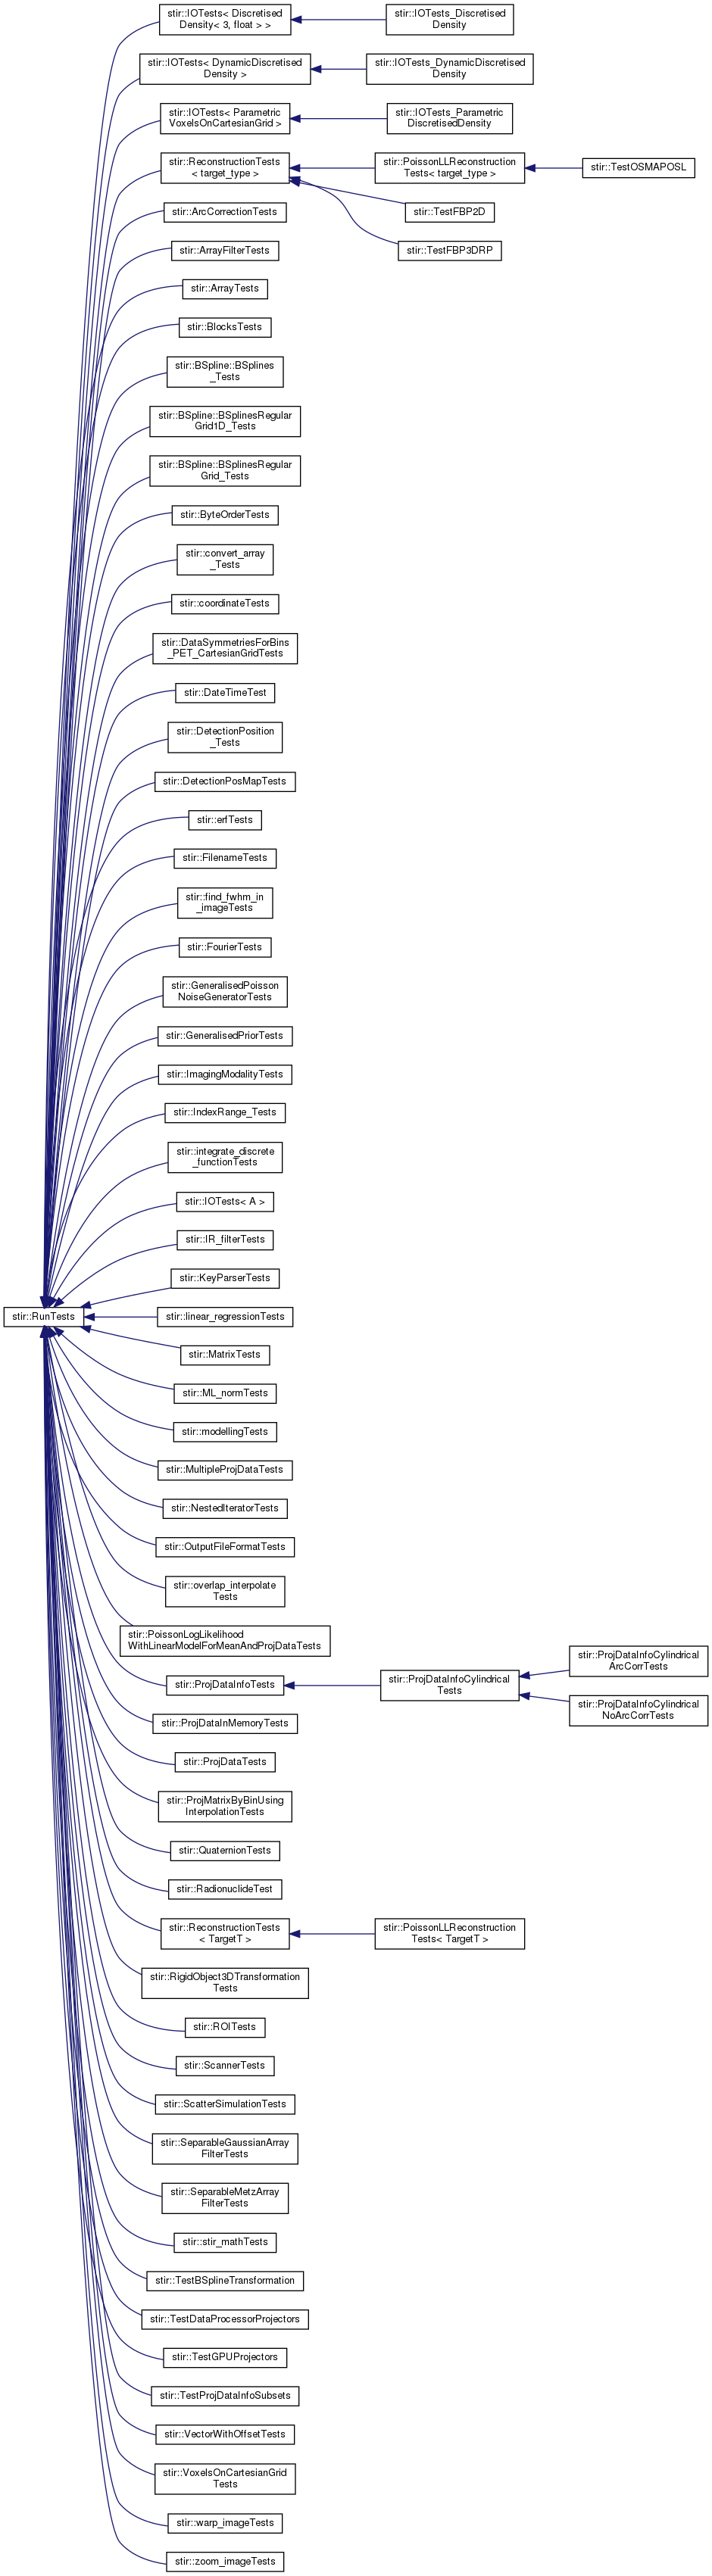 stir::IOTests< Discretised
Density< 3, float > >
stir::IOTests_Discretised
Density
stir::IOTests< DynamicDiscretised
Density >
stir::IOTests_DynamicDiscretised
Density
stir::IOTests< Parametric
VoxelsOnCartesianGrid >
stir::IOTests_Parametric
DiscretisedDensity
stir::ReconstructionTests
< target_type >
stir::PoissonLLReconstruction
Tests< target_type >
stir::TestOSMAPOSL
stir::TestFBP2D
stir::TestFBP3DRP
stir::ArcCorrectionTests
stir::ArrayFilterTests
stir::ArrayTests
stir::BlocksTests
stir::BSpline::BSplines
_Tests
stir::BSpline::BSplinesRegular
Grid1D_Tests
stir::BSpline::BSplinesRegular
Grid_Tests
stir::ByteOrderTests
stir::convert_array
_Tests
stir::coordinateTests
stir::DataSymmetriesForBins
_PET_CartesianGridTests
stir::DateTimeTest
stir::DetectionPosition
_Tests
stir::DetectionPosMapTests
stir::erfTests
stir::FilenameTests
stir::find_fwhm_in
_imageTests
stir::FourierTests
stir::GeneralisedPoisson
NoiseGeneratorTests
stir::GeneralisedPriorTests
stir::ImagingModalityTests
stir::IndexRange_Tests
stir::integrate_discrete
_functionTests
stir::IOTests< A >
stir::IR_filterTests
stir::KeyParserTests
stir::RunTests
stir::linear_regressionTests
stir::MatrixTests
stir::ML_normTests
stir::modellingTests
stir::MultipleProjDataTests
stir::NestedIteratorTests
stir::OutputFileFormatTests
stir::overlap_interpolate
Tests
stir::PoissonLogLikelihood
WithLinearModelForMeanAndProjDataTests
stir::ProjDataInfoTests
stir::ProjDataInfoCylindrical
Tests
stir::ProjDataInfoCylindrical
ArcCorrTests
stir::ProjDataInfoCylindrical
NoArcCorrTests
stir::ProjDataInMemoryTests
stir::ProjDataTests
stir::ProjMatrixByBinUsing
InterpolationTests
stir::QuaternionTests
stir::RadionuclideTest
stir::ReconstructionTests
< TargetT >
stir::PoissonLLReconstruction
Tests< TargetT >
stir::RigidObject3DTransformation
Tests
stir::ROITests
stir::ScannerTests
stir::ScatterSimulationTests
stir::SeparableGaussianArray
FilterTests
stir::SeparableMetzArray
FilterTests
stir::stir_mathTests
stir::TestBSplineTransformation
stir::TestDataProcessorProjectors
stir::TestGPUProjectors
stir::TestProjDataInfoSubsets
stir::VectorWithOffsetTests
stir::VoxelsOnCartesianGrid
Tests
stir::warp_imageTests
stir::zoom_imageTests